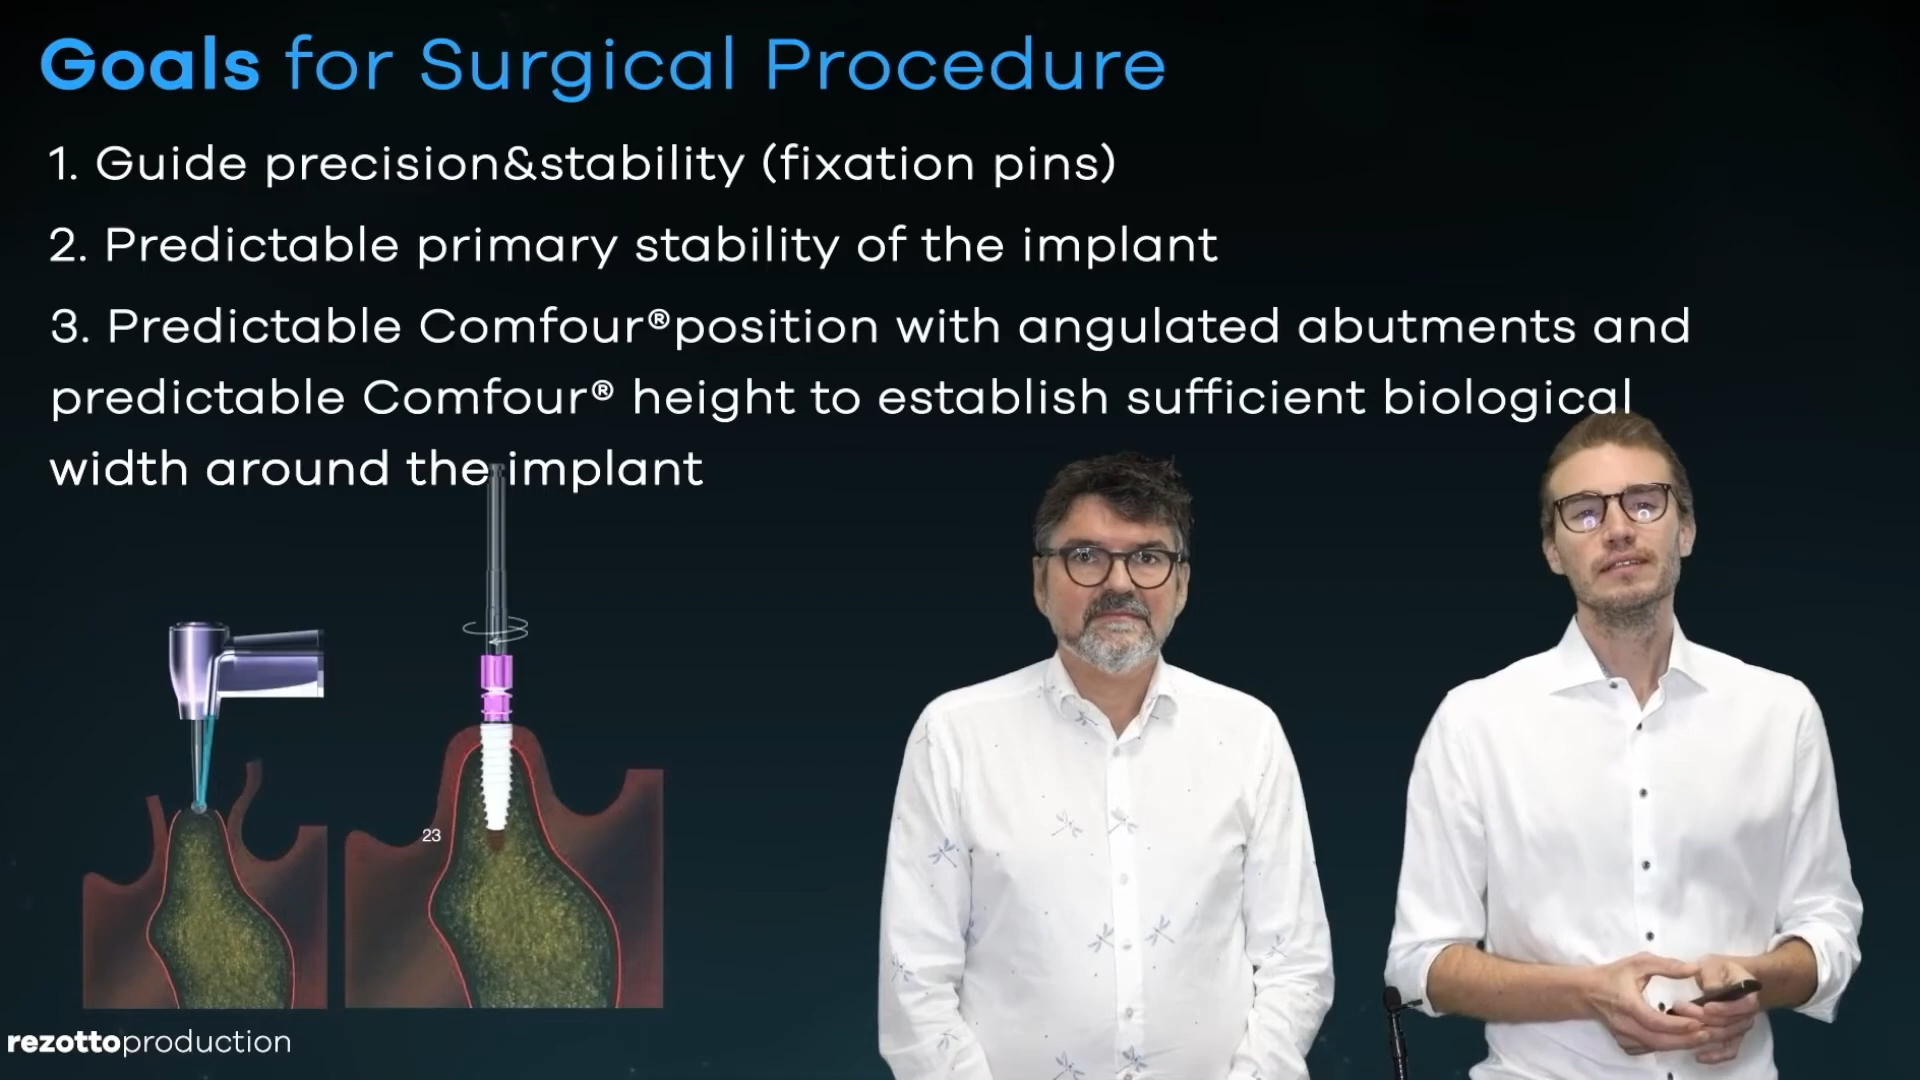 Goals for Surgical Procedure
1. Guide precision&stability (fixation pins)
2. Predictable primary stability of the implant
3. Predictable Comfour®position with angulated abutments and
predictable Comfour® height to establish sufficient biological
width around the implant
23
rezottoproduction